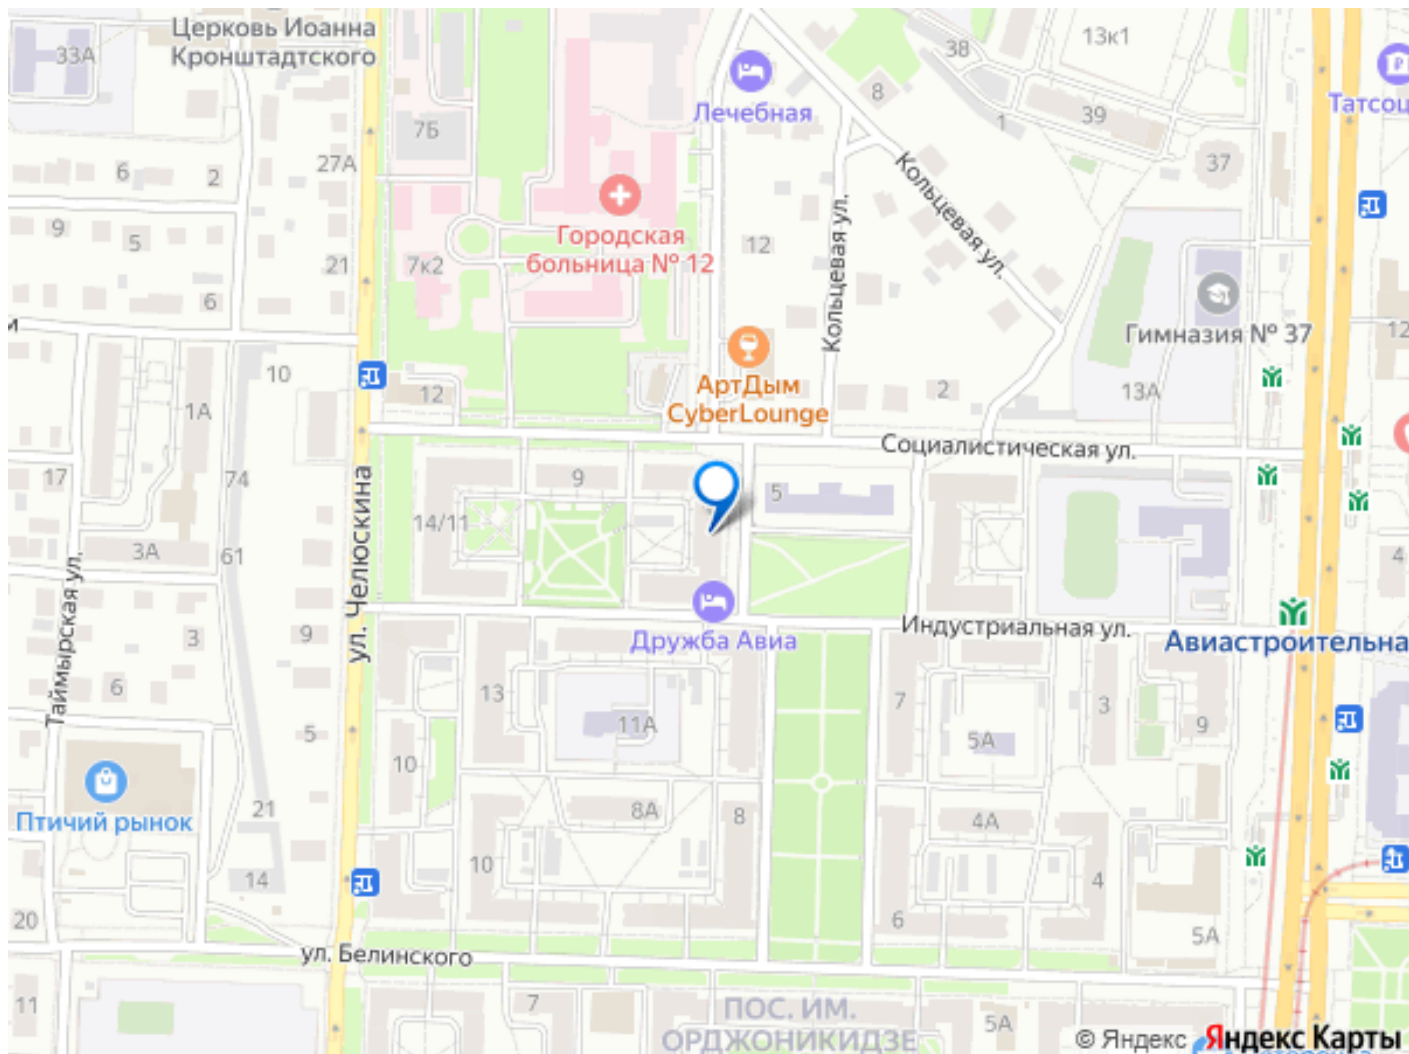 Церковь Иоанна
Кронштадтского
33А
38
13к1
Татсоц
8
Лечебная
7Б
1
39
27А
37
6
2
Кольцевая ул.
Кольцевая ул.
9
5
Городская
больница № 12
12
21
7к2
6
м
Гимназия № 37
12
АртДым
CyberLounge
10
12
2
13А
1А
Социалистическая ул.
17
74
9
5
14/11
ул. Челюскина
3А
61
4
Таймырская ул.
3
9
Дружба Авиа
Индустриальная ул.
Авиастроительна
6
13
7
3
9
11А
5
10
5А
Птичий рынок
21
8А
8
4А
14
10
4
20
6
5А
ул. Белинского
11
7
ПОС. ИМ.
ОРДЖОНИКИДЗЕ
5А
© Яндекс Яндекс Карты